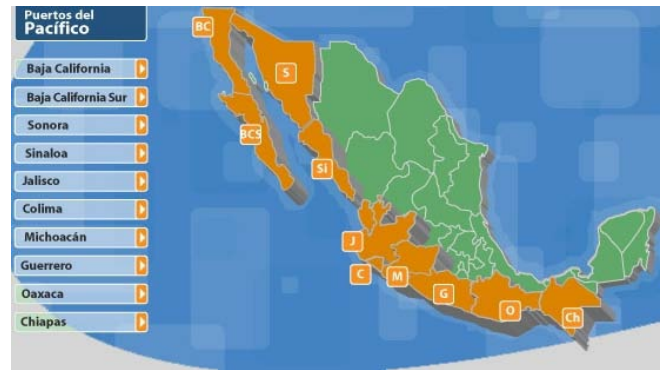 Puertos del
Pacífico
Baja California
Baja California Sur
Sonora
Sinaloa
Jalisco
Colima
Michoacán
Guerrero
Oaxaca
Chiapas
BC
S
BCS
Si
J
C
M
G
O
Ch